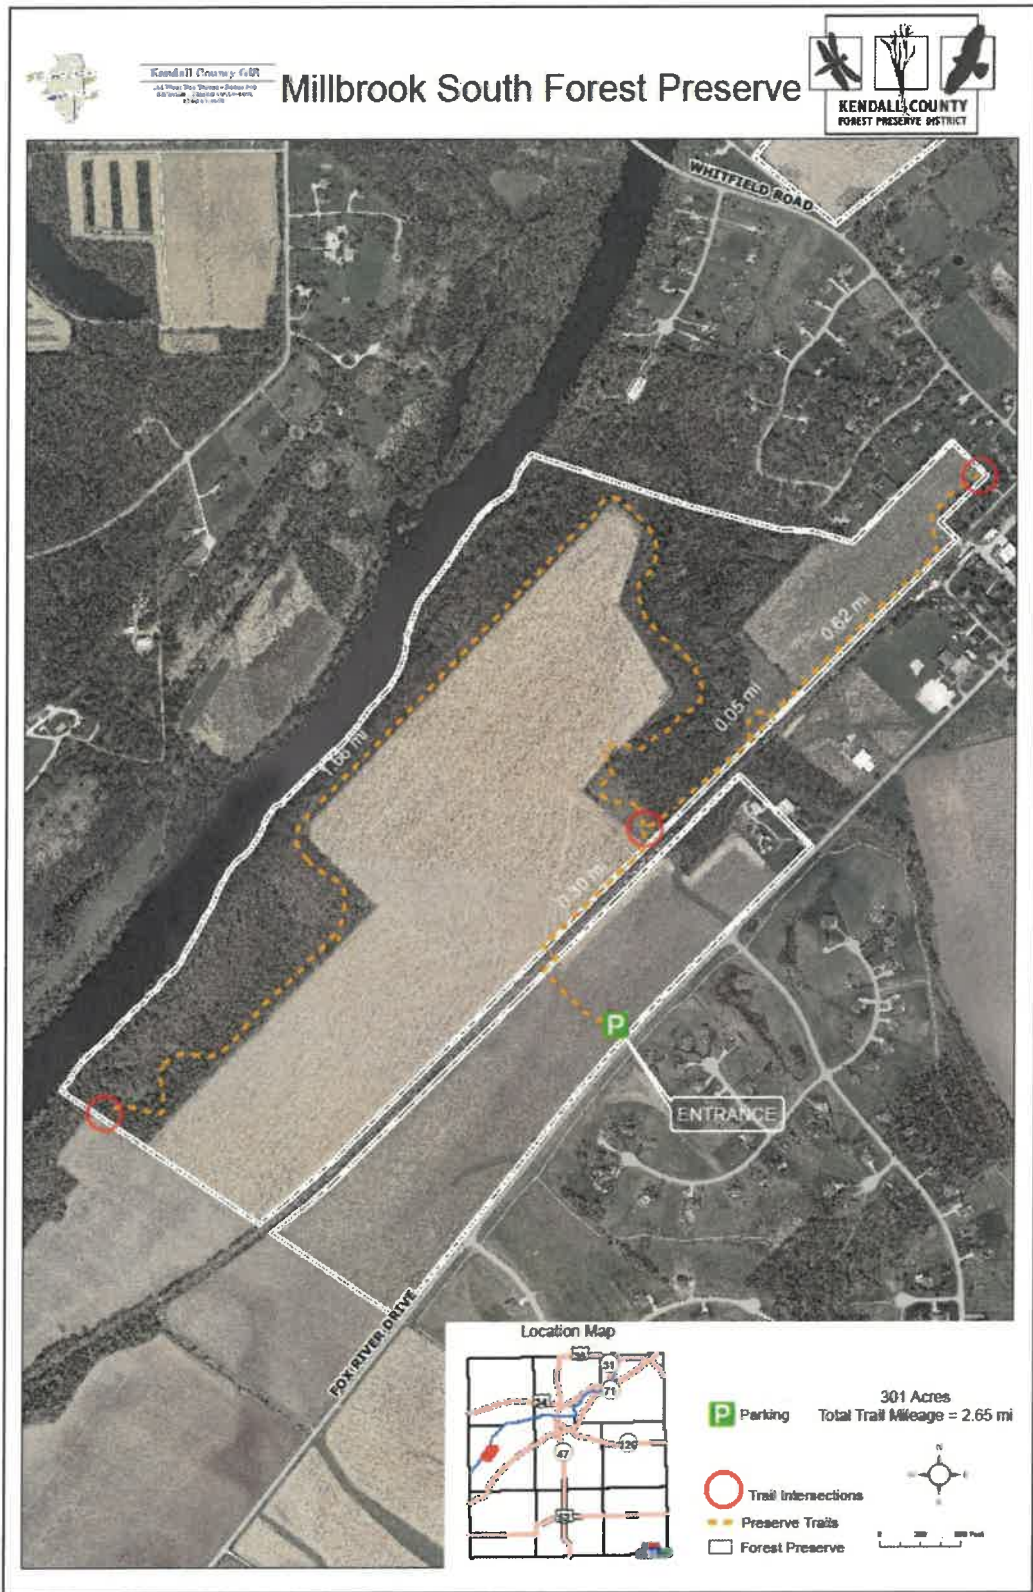 Kendall County GIS
Millbrook South Forest Preserve
KENDALL COUNTY
FOREST PRESERVE DISTRICT
WHITFIELD ROAD
0.62 mi
0.05 mi
0.30 mi
P
ENTRANCE
FOX RIVER DRIVE
Location Map
31
71
47
126
P Parking
301 Acres
Total Trail Mileage = 2.65 mi
N
Trail Intersections
Preserve Trails
Forest Preserve
0